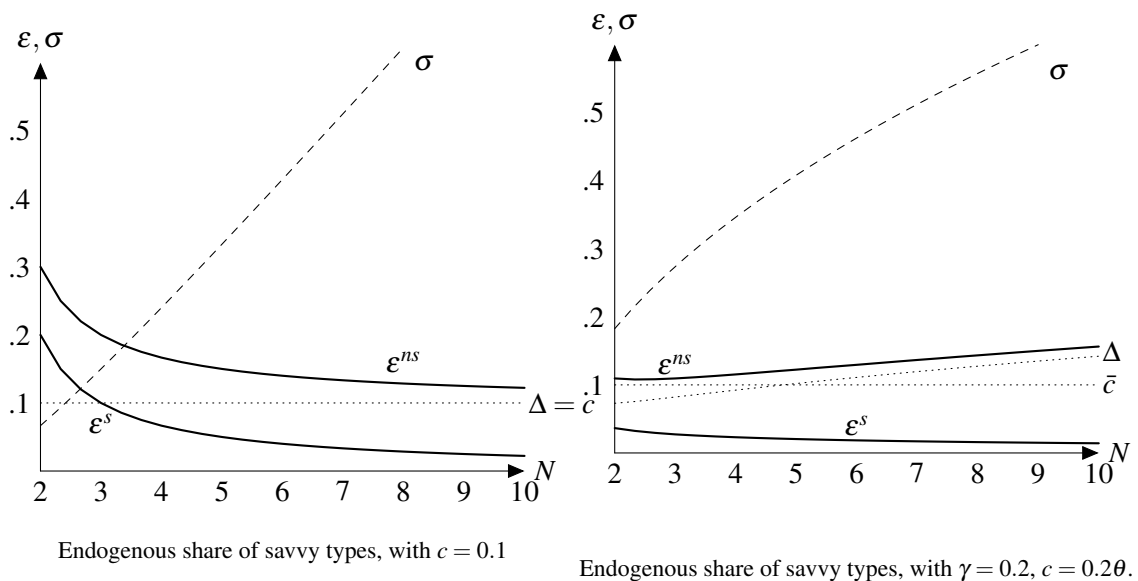 ε, σ
σ
.5
.4
.3
.2
.1
ε^{ns}
ε^{s}
Δ = c
N
2 3 4 5 6 7 8 9 10
Endogenous share of savvy types, with c = 0.1
ε, σ
σ
.5
.4
.3
.2
.1
ε^{ns}
Δ
c̄
ε^{s}
N
2 3 4 5 6 7 8 9 10
Endogenous share of savvy types, with γ = 0.2, c = 0.2θ.